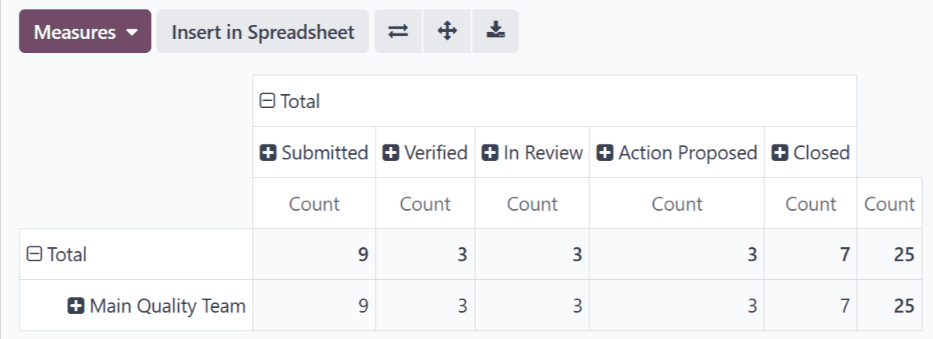 Measures Insert in Spreadsheet
Total
Submitted Verified In Review Action Proposed Closed
Count Count Count Count Count Count
Total 9 3 3 3 7 25
Main Quality Team 9 3 3 3 7 25